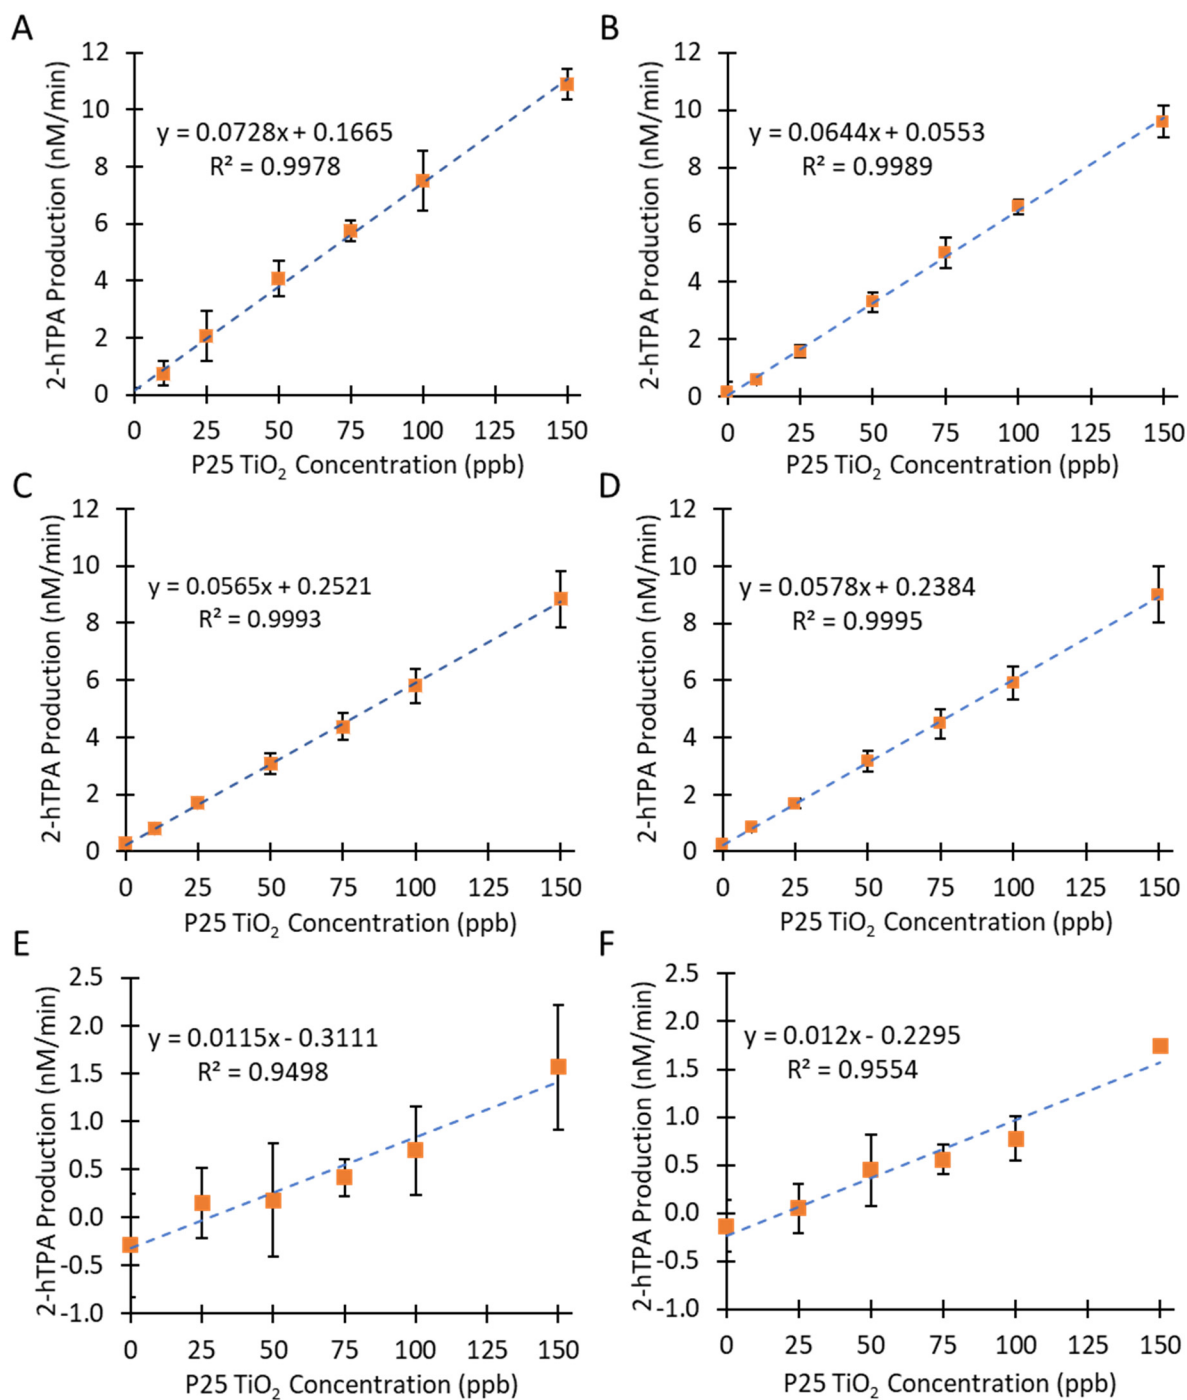 A
2-hTPA Production (nM/min)
12
10
8
6
4
2
0
y = 0.0728x + 0.1665
R² = 0.9978
0 25 50 75 100 125 150
P25 TiO₂ Concentration (ppb)
B
2-hTPA Production (nM/min)
12
10
8
6
4
2
0
y = 0.0644x + 0.0553
R² = 0.9989
0 25 50 75 100 125 150
P25 TiO₂ Concentration (ppb)
C
2-hTPA Production (nM/min)
12
10
8
6
4
2
0
y = 0.0565x + 0.2521
R² = 0.9993
0 25 50 75 100 125 150
P25 TiO₂ Concentration (ppb)
D
2-hTPA Production (nM/min)
12
10
8
6
4
2
0
y = 0.0578x + 0.2384
R² = 0.9995
0 25 50 75 100 125 150
P25 TiO₂ Concentration (ppb)
E
2-hTPA Production (nM/min)
2.5
2.0
1.5
1.0
0.5
0.0
-0.5
-1.0
y = 0.0115x - 0.3111
R² = 0.9498
0 25 50 75 100 125 150
P25 TiO₂ Concentration (ppb)
F
2-hTPA Production (nM/min)
2.5
2.0
1.5
1.0
0.5
0.0
-0.5
-1.0
y = 0.012x - 0.2295
R² = 0.9554
0 25 50 75 100 125 150
P25 TiO₂ Concentration (ppb)